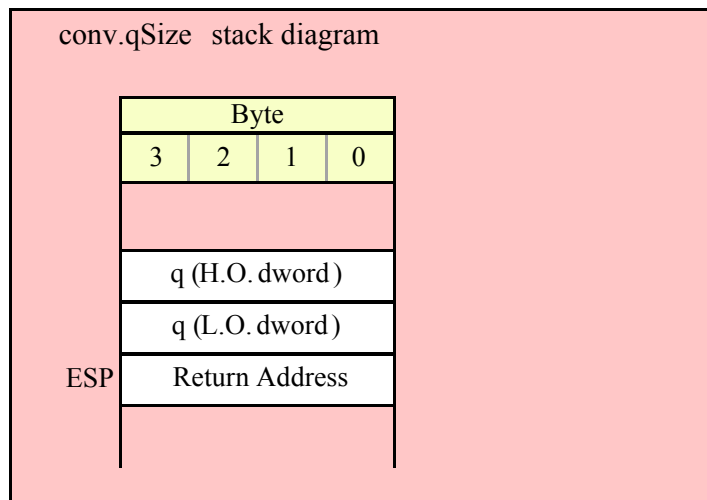 conv.qSize stack diagram
Byte
3 2 1 0
q (H.O. dword)
q (L.O. dword)
ESP Return Address